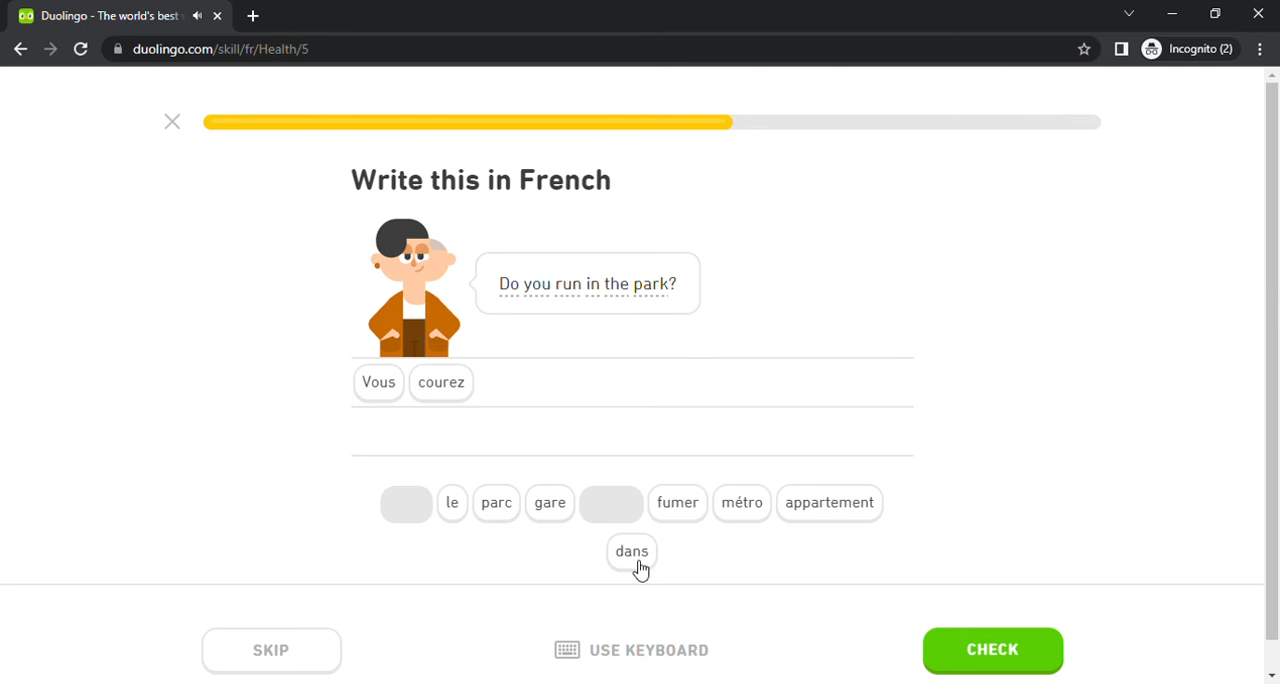 Duolingo - The world's best
duolingo.com/skill/fr/Health/5
Incognito (2)
Write this in French
Do you run in the park?
Vous courez
le parc gare fumer métro appartement
dans
SKIP USE KEYBOARD CHECK